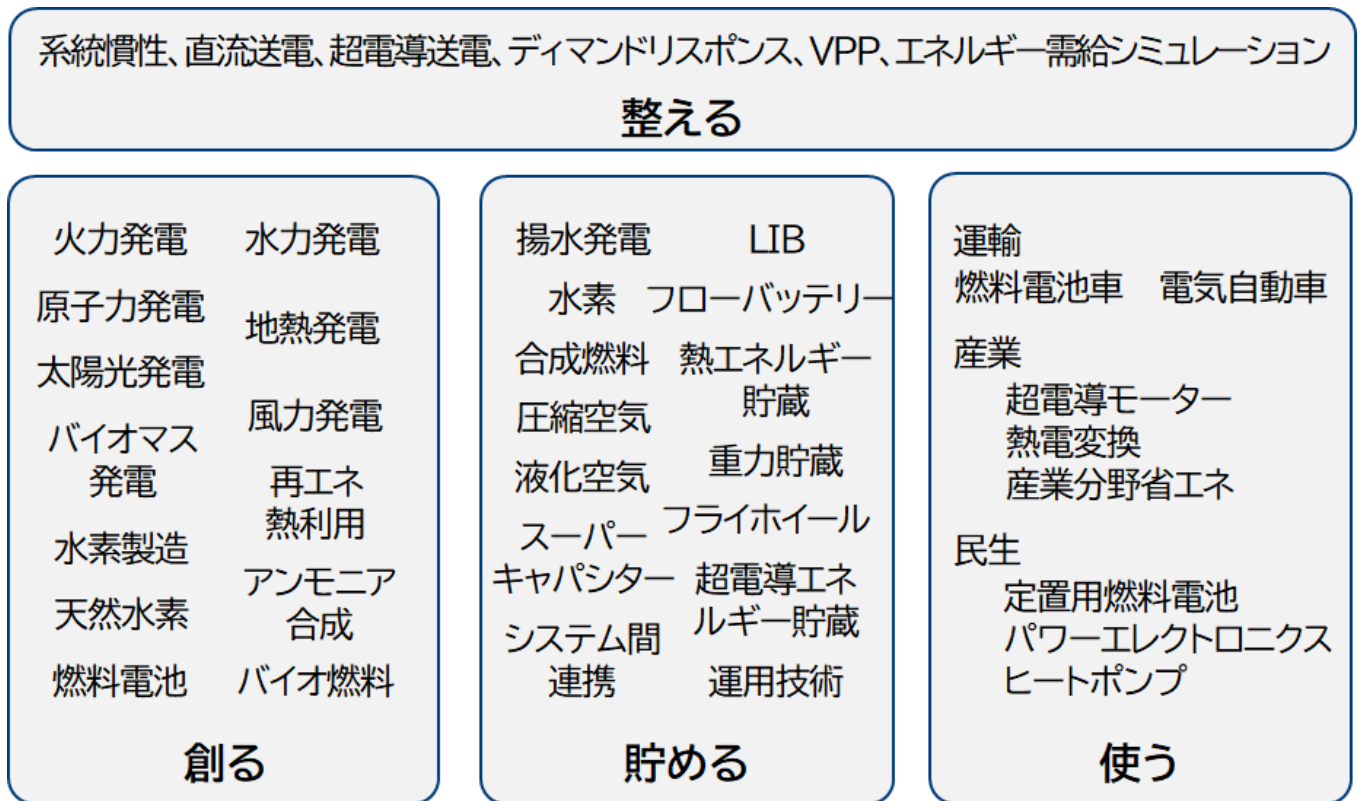 系統慣性、直流送電、超電導送電、ディマンドリスポンス、VPP、エネルギー需給シミュレーション
整える
火力発電
原子力発電
太陽光発電
バイオマス
発電
水素製造
天然水素
燃料電池
水力発電
地熱発電
風力発電
再エネ
熱利用
アンモニア
合成
バイオ燃料
創る
揚水発電
水素
合成燃料
圧縮空気
液化空気
スーパー
キャパシター
システム間
連携
LIB
フローバッテリー
熱エネルギー
貯蔵
重力貯蔵
フライホイール
超電導エネ
ルギー貯蔵
運用技術
貯める
運輸
燃料電池車 電気自動車
産業
超電導モーター
熱電変換
産業分野省エネ
民生
定置用燃料電池
パワーエレクトロニクス
ヒートポンプ
使う